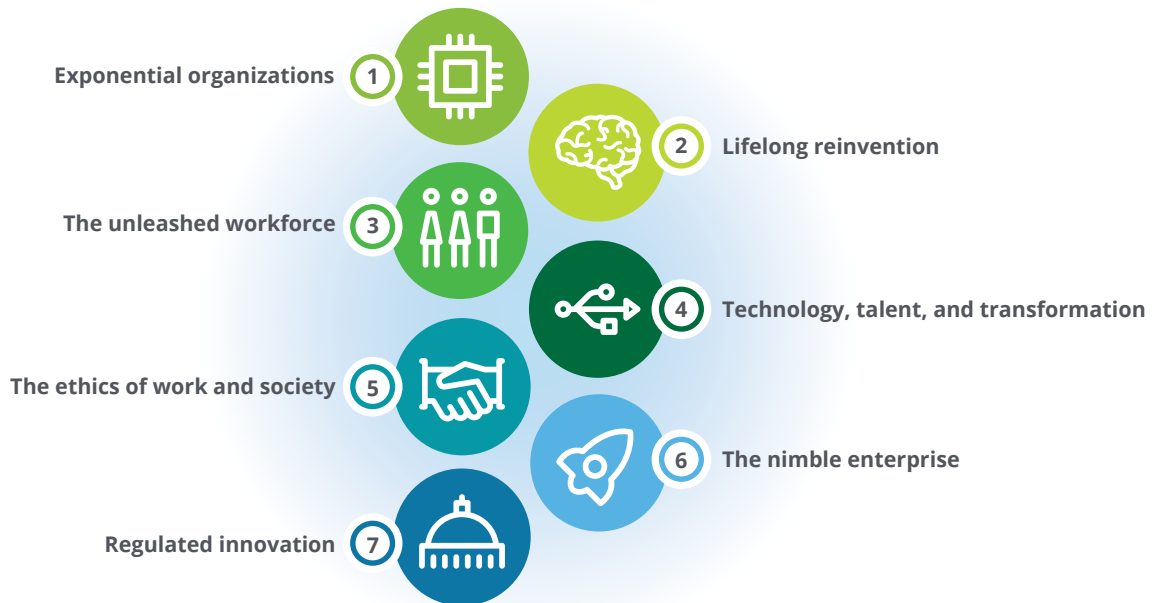 1 Exponential organizations
2 Lifelong reinvention
3 The unleashed workforce
4 Technology, talent, and transformation
5 The ethics of work and society
6 The nimble enterprise
7 Regulated innovation